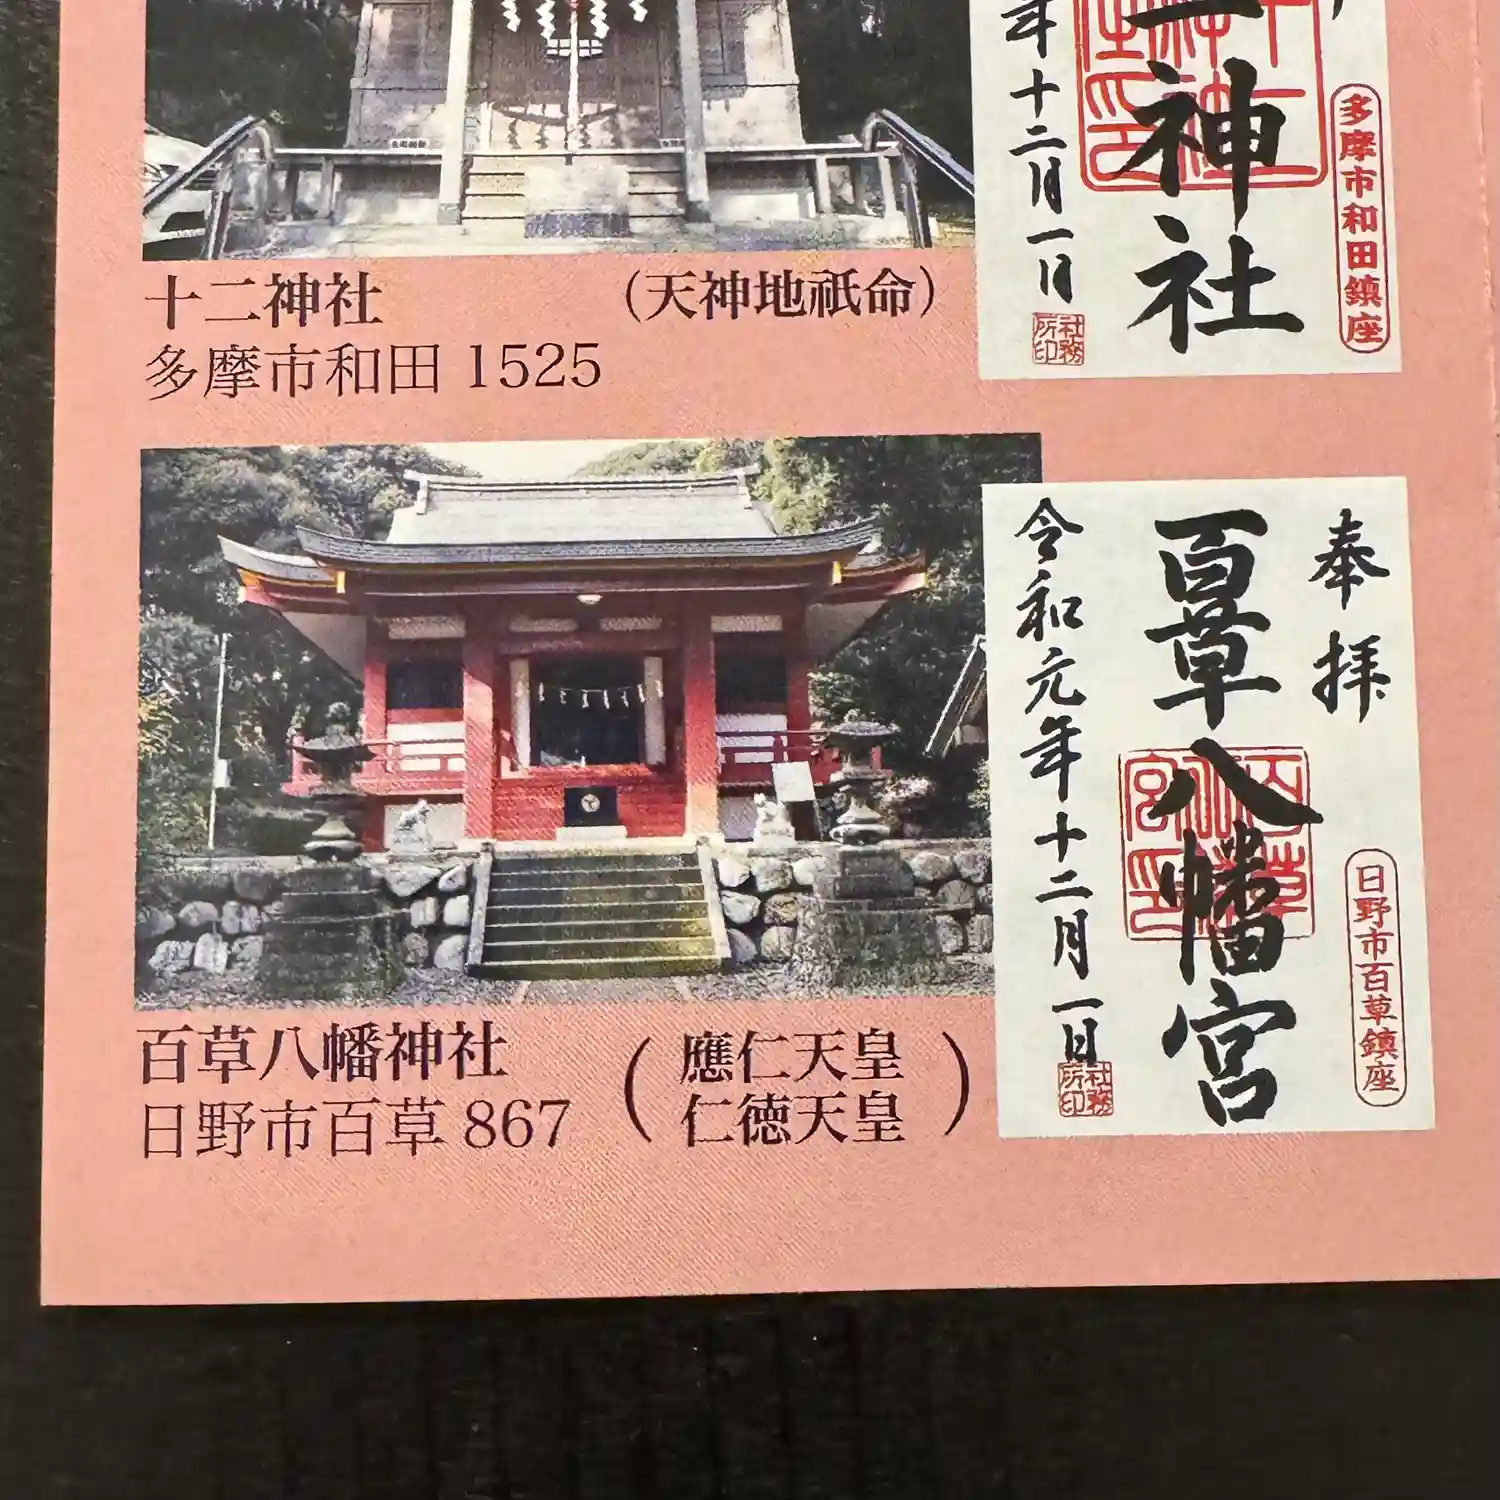 年十二月一日
神社
多摩市和田鎮座
社務所印
十二神社
（天神地祇命）
多摩市和田 1525
奉拝
百草八幡宮
令和元年十二月一日
日野市百草鎮座
社務所印
百草八幡神社
日野市百草 867
（應仁天皇
仁徳天皇）